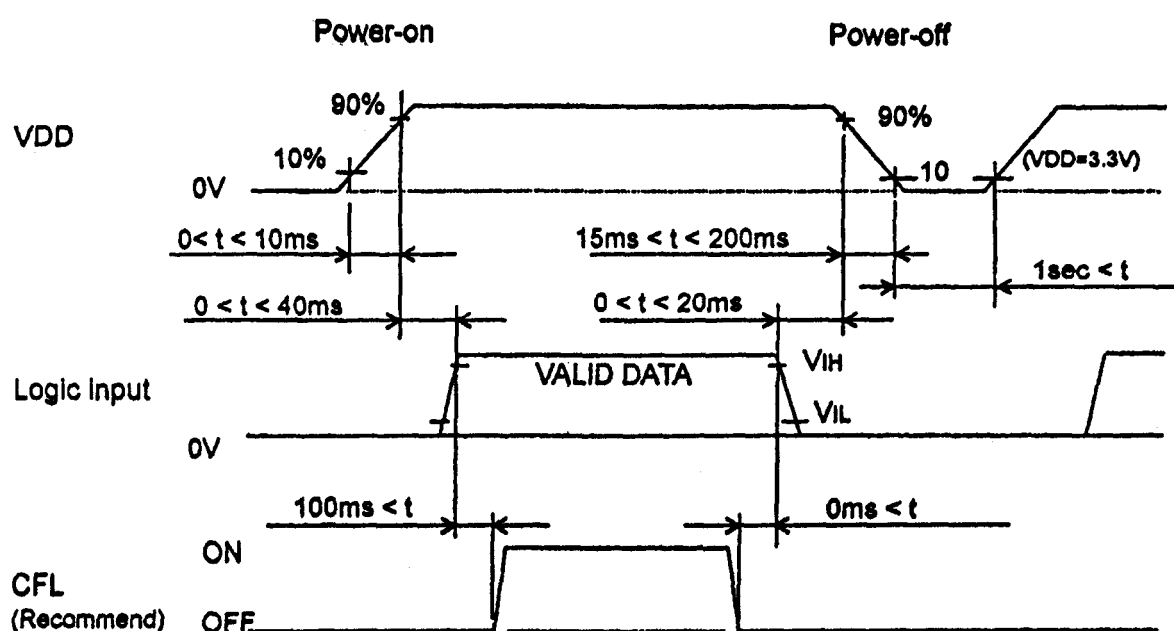 Power-on Power-off
90% 90%
VDD
10% 10 (VDD=3.3V)
0V
0< t < 10ms 15ms < t < 200ms
1sec < t
0 < t < 40ms 0 < t < 20ms
VIH
VALID DATA
Logic Input
VIL
0V
100ms < t 0ms < t
ON
CFL
(Recommend) OFF